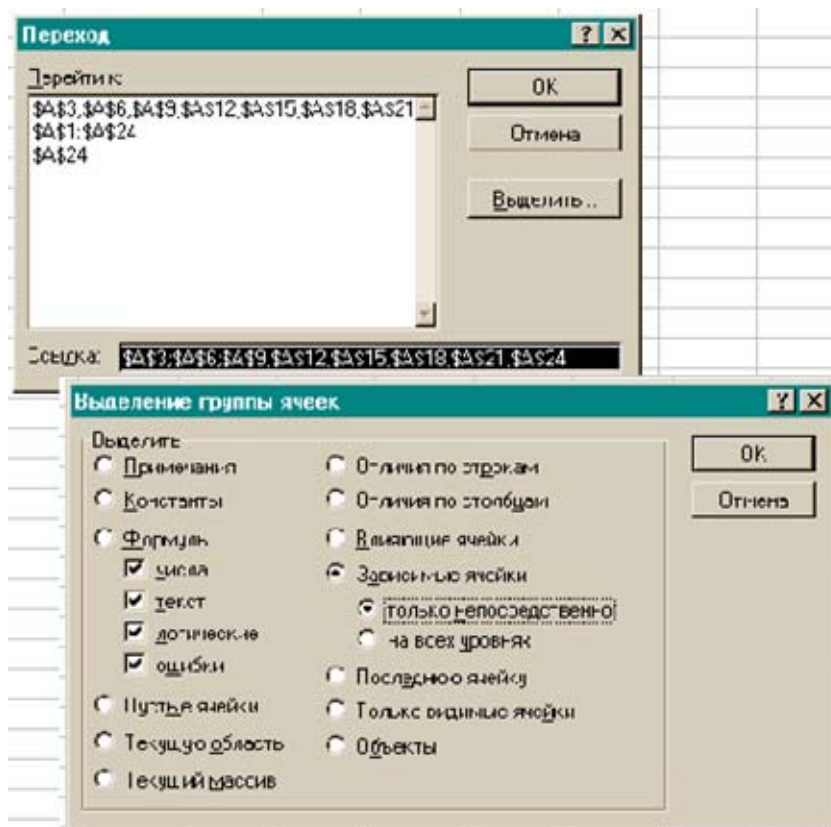 Переход
Перейти к:
$A$3,$A$6,$A$9,$A$12,$A$15,$A$18,$A$21
$A$1:$A$24
$A$24
OK
Отмена
Выделить...
Ссылка: $A$3,$A$6,$A$9,$A$12,$A$15,$A$18,$A$21,$A$24
Выделение группы ячеек
Выделить
Примечания
Константы
Формулы
числа
текст
логические
ошибки
Пустые ячейки
Текущую область
Текущий массив
Отличия по строкам
Отличия по столбцам
Влияющие ячейки
Зависимые ячейки
только непосредственно
на всех уровнях
Последнюю ячейку
Только видимые ячейки
Объекты
OK
Отмена